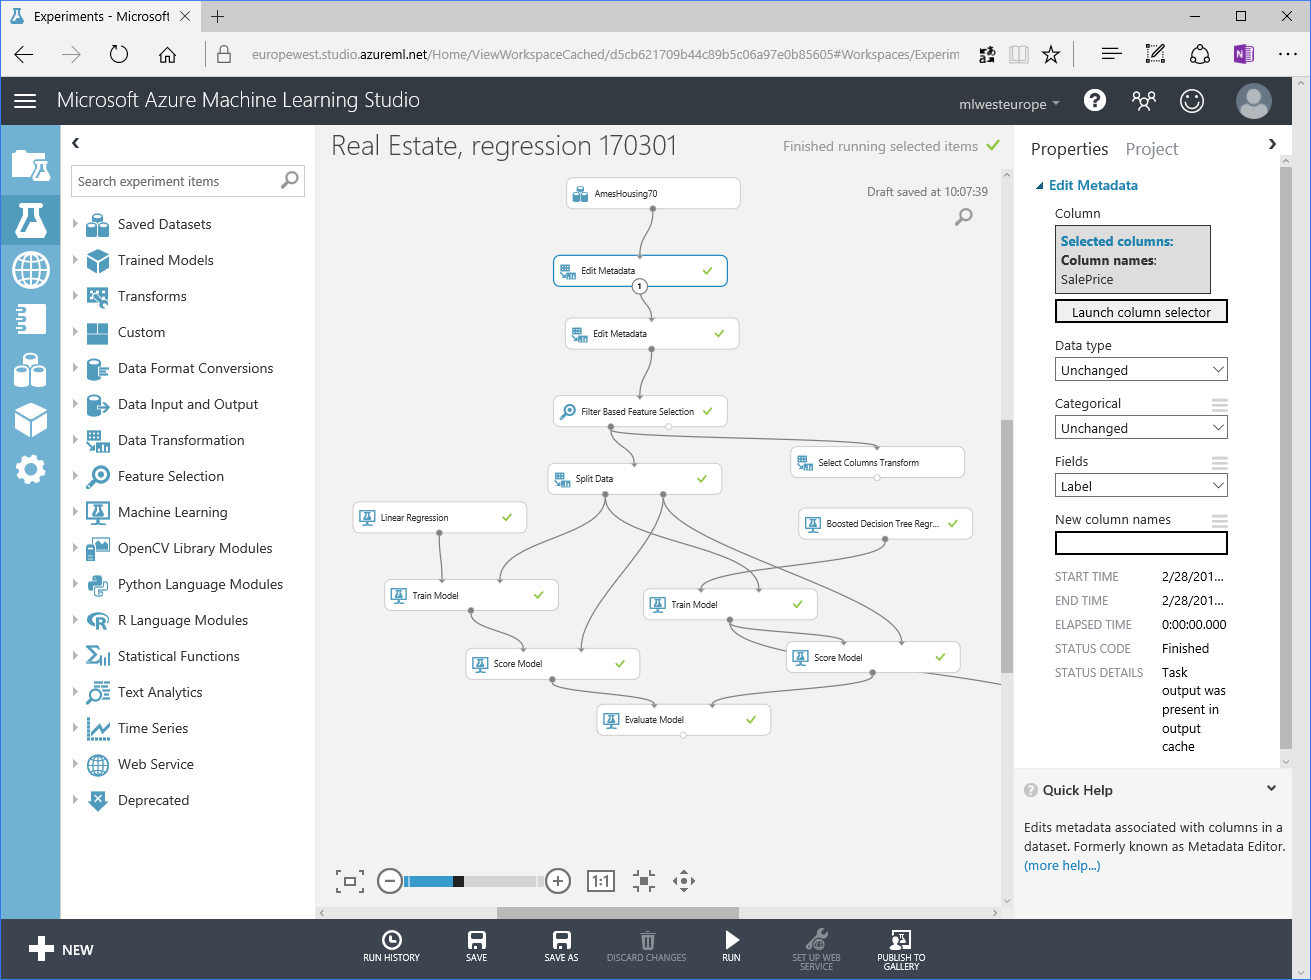 Experiments - Microsoft
europewest.studio.azureml.net/Home/ViewWorkspaceCached/d5cb621709b44c89b5c06a97e0b85605#Workspaces/Experim
Microsoft Azure Machine Learning Studio
mlwesteurope
Search experiment items
Saved Datasets
Trained Models
Transforms
Custom
Data Format Conversions
Data Input and Output
Data Transformation
Feature Selection
Machine Learning
OpenCV Library Modules
Python Language Modules
R Language Modules
Statistical Functions
Text Analytics
Time Series
Web Service
Deprecated
Real Estate, regression 170301
Finished running selected items
Draft saved at 10:07:39
AmesHousing70
Edit Metadata
1
Edit Metadata
Filter Based Feature Selection
Select Columns Transform
Split Data
Linear Regression
Boosted Decision Tree Regr...
Train Model
Train Model
Score Model
Score Model
Evaluate Model
1:1
Properties
Project
Edit Metadata
Column
Selected columns:
Column names:
SalePrice
Launch column selector
Data type
Unchanged
Categorical
Unchanged
Fields
Label
New column names
START TIME 2/28/201...
END TIME 2/28/201...
ELAPSED TIME 0:00:00.000
STATUS CODE Finished
STATUS DETAILS Task
output was
present in
output
cache
Quick Help
Edits metadata associated with columns in a
dataset. Formerly known as Metadata Editor.
(more help...)
NEW
RUN HISTORY
SAVE
SAVE AS
DISCARD CHANGES
RUN
SET UP WEB
SERVICE
PUBLISH TO
GALLERY